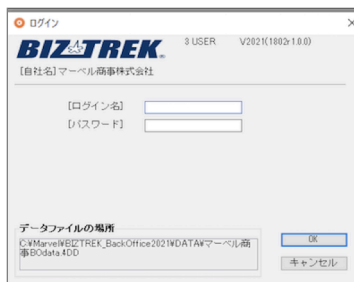 ログイン
BIZ☆TREK. 3 USER V2021(1802r1.0.0)
[自社名]マーベル商事株式会社
[ログイン名]
[パスワード]
データファイルの場所
C:¥Marvel¥BIZTREK_BackOffice2021¥DATA¥マーベル商
事BOdata.4DD
OK
キャンセル